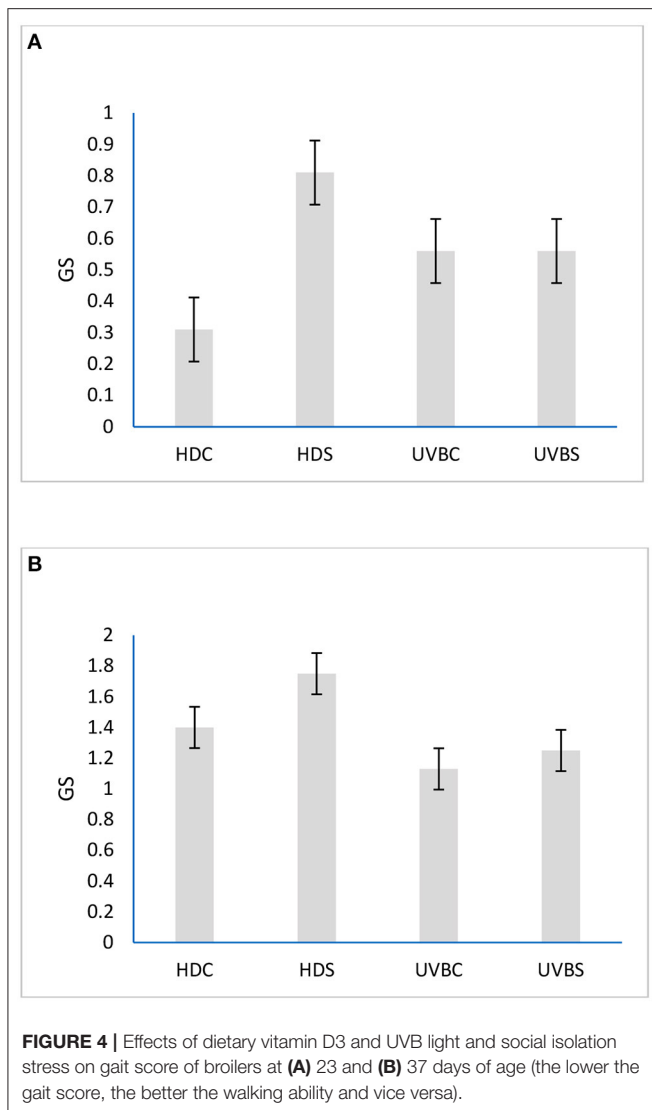 A
1
0.9
0.8
0.7
0.6
0.5
0.4
0.3
0.2
0.1
0
GS
HDC HDS UVBC UVBS
B
2
1.8
1.6
1.4
1.2
1
0.8
0.6
0.4
0.2
0
GS
HDC HDS UVBC UVBS
FIGURE 4 | Effects of dietary vitamin D3 and UVB light and social isolation
stress on gait score of broilers at (A) 23 and (B) 37 days of age (the lower the
gait score, the better the walking ability and vice versa).